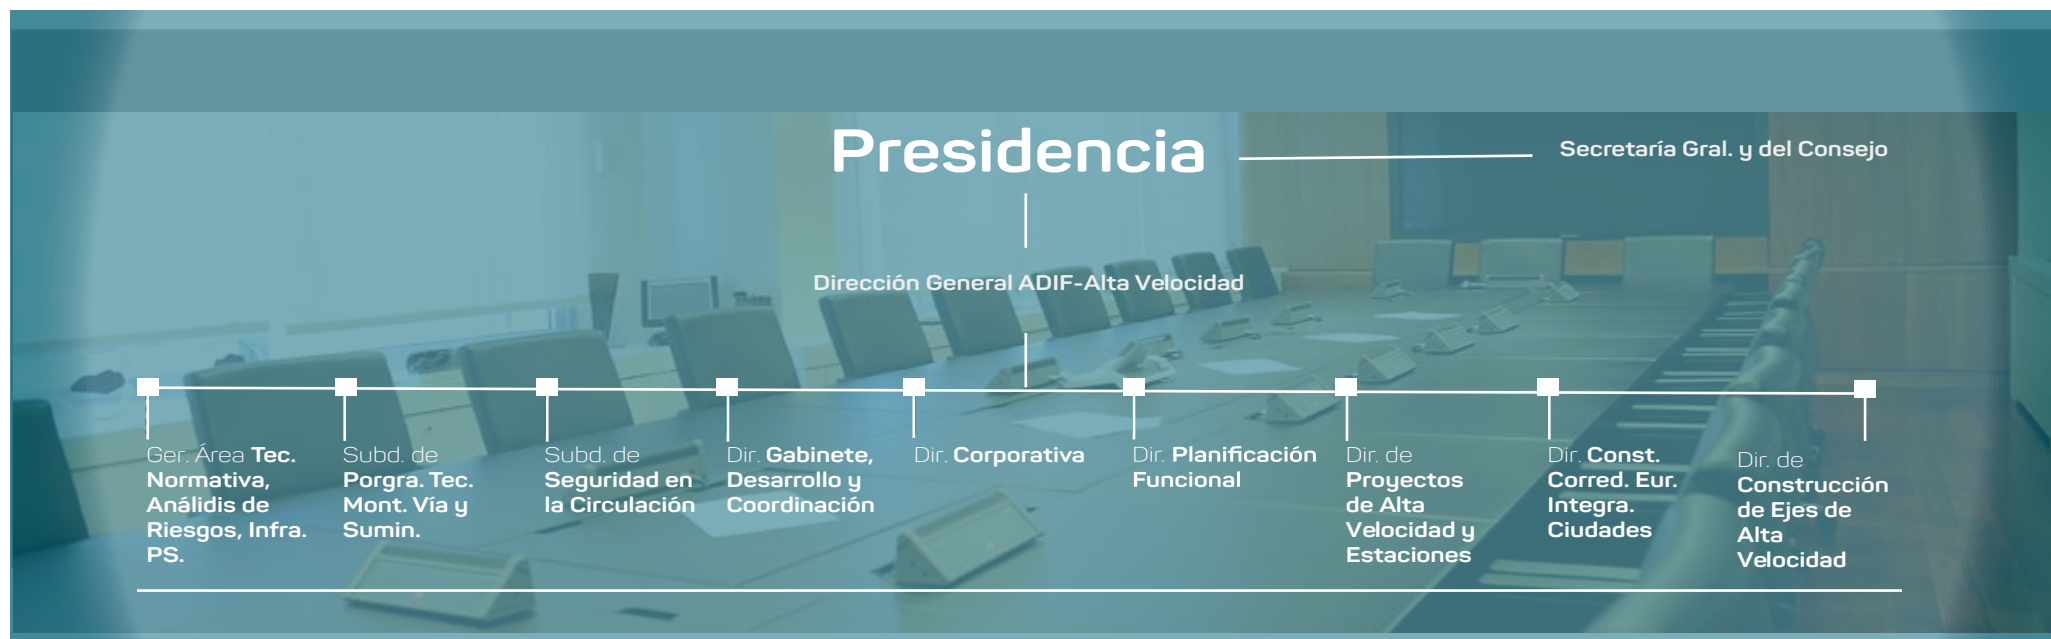 Presidencia
Secretaría Gral. y del Consejo
Dirección General ADIF-Alta Velocidad
Ger. Área Tec.
Normativa,
Análidis de
Riesgos, Infra.
PS.
Subd. de
Porgra. Tec.
Mont. Vía y
Sumin.
Subd. de
Seguridad en
la Circulación
Dir. Gabinete,
Desarrollo y
Coordinación
Dir. Corporativa
Dir. Planificación
Funcional
Dir. de
Proyectos
de Alta
Velocidad y
Estaciones
Dir. Const.
Corred. Eur.
Integra.
Ciudades
Dir. de
Construcción
de Ejes de
Alta
Velocidad